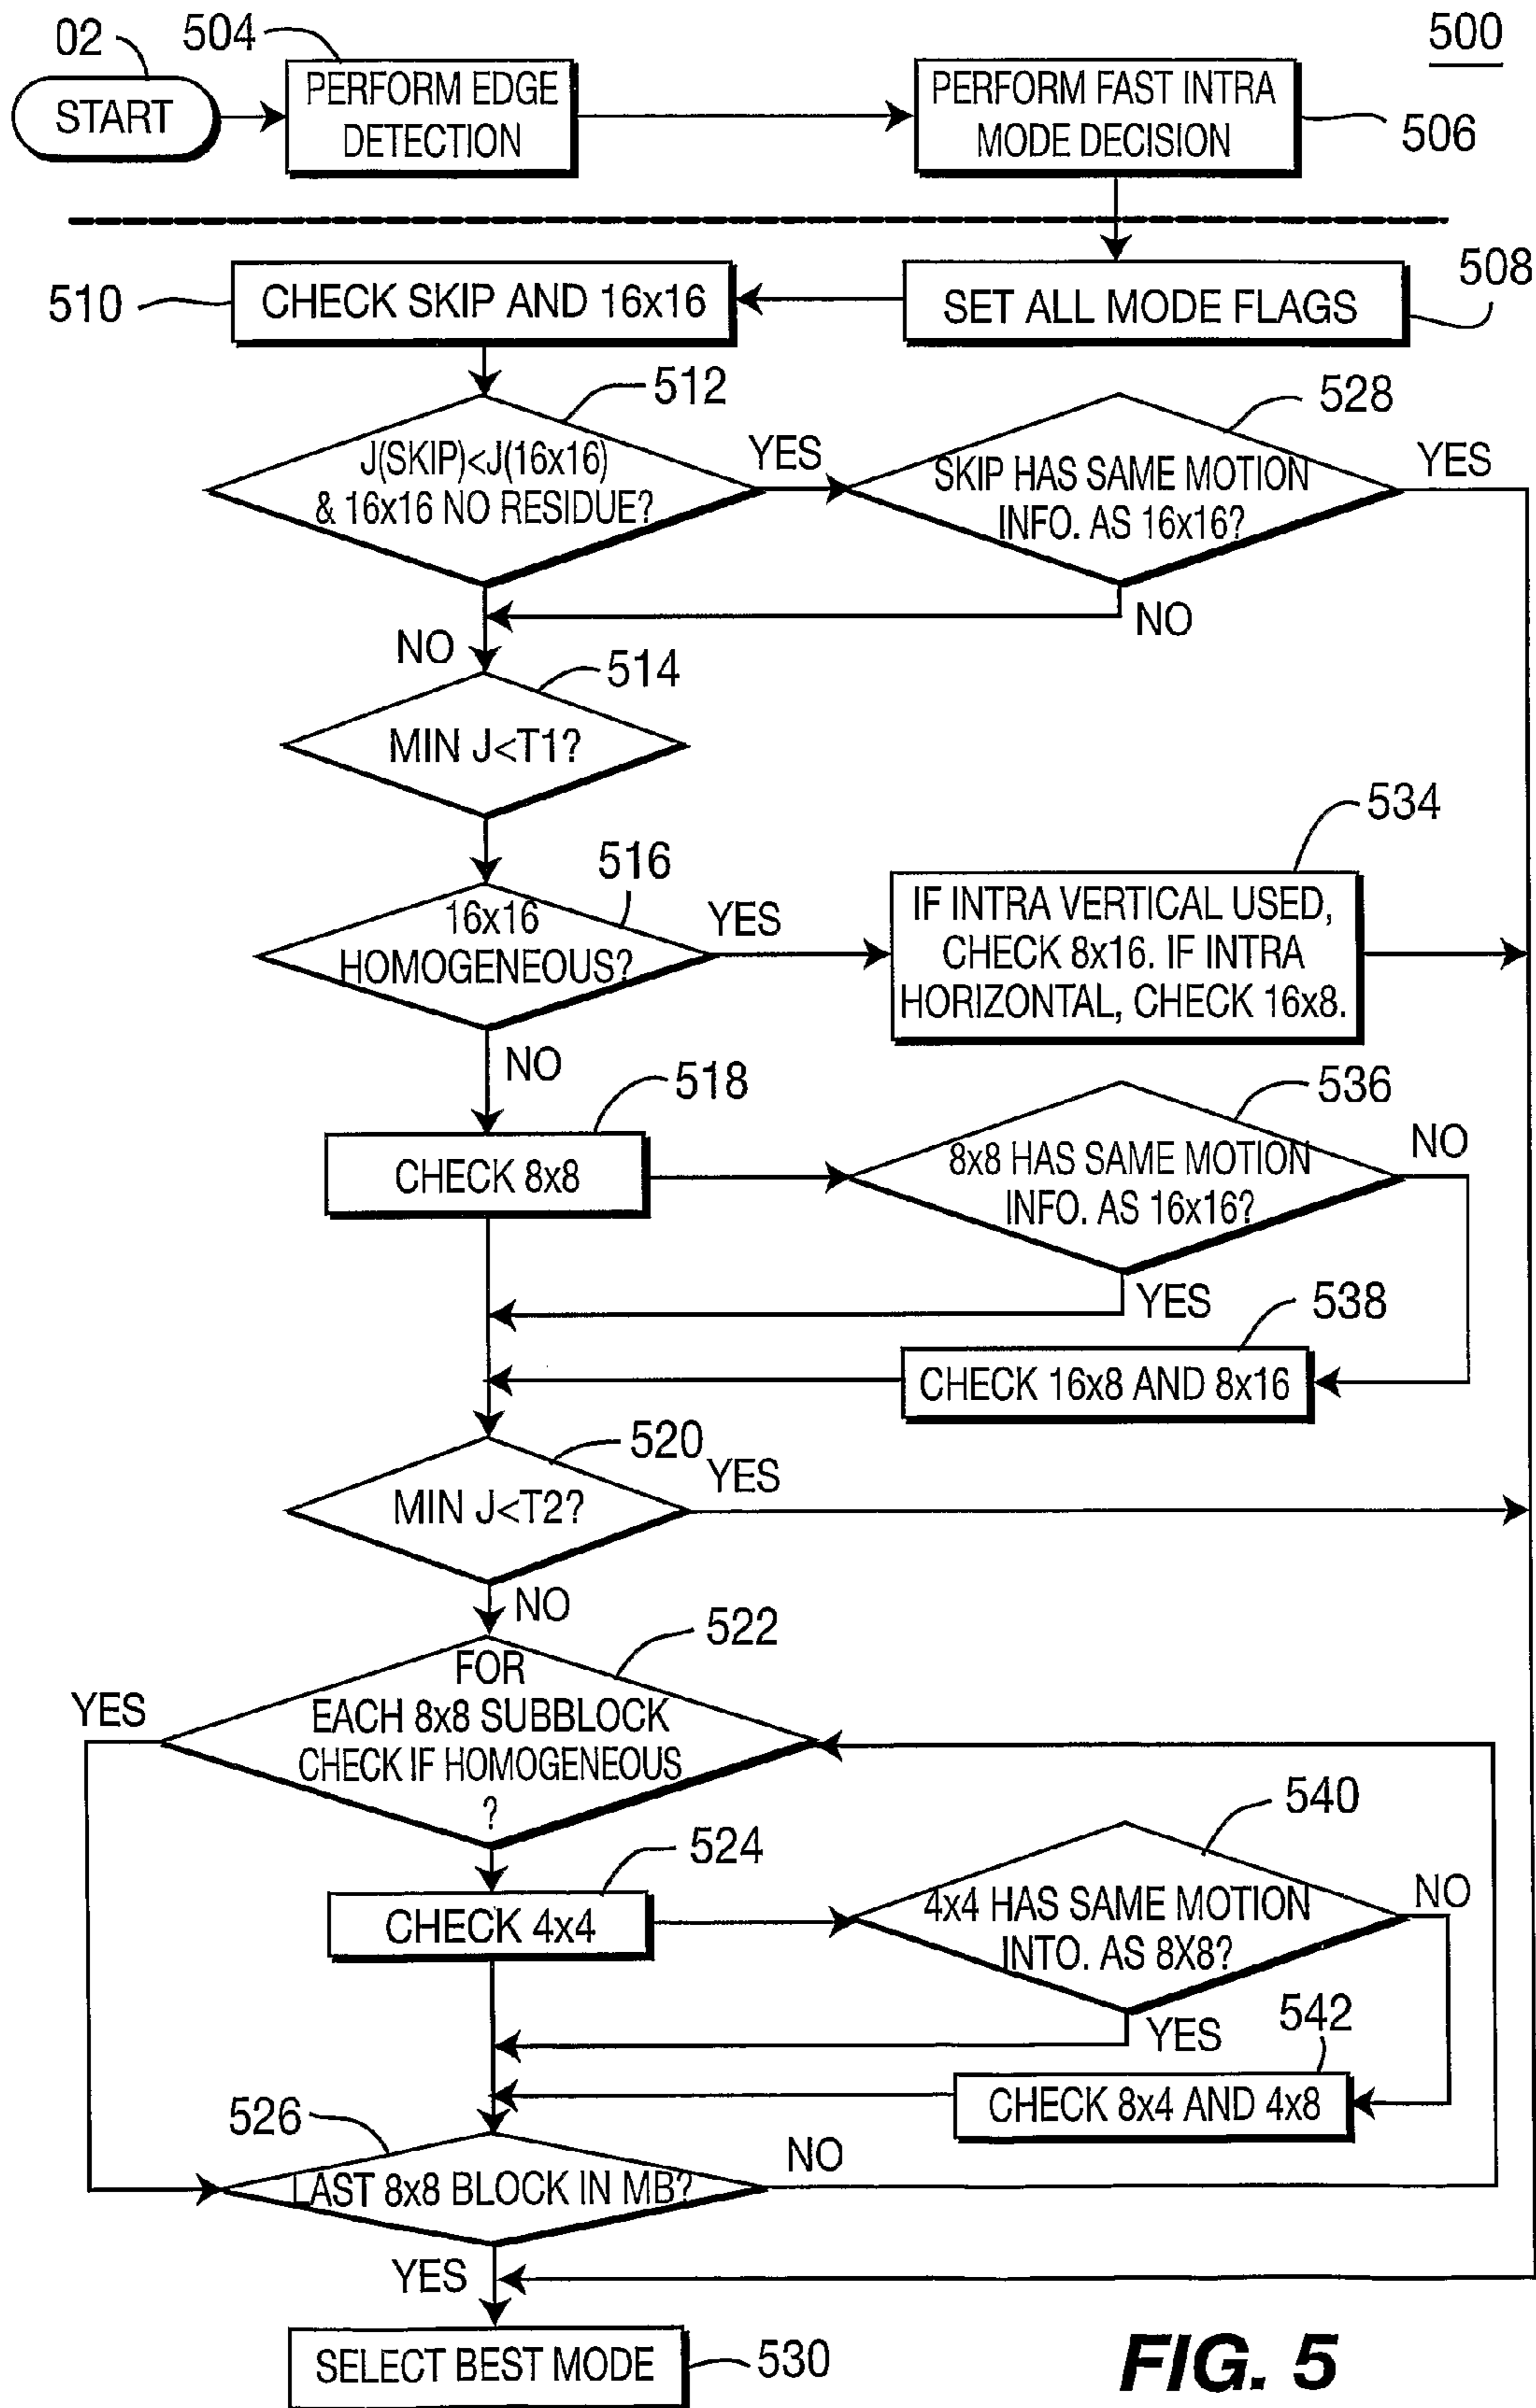 500
02
START
504
PERFORM EDGE
DETECTION
PERFORM FAST INTRA
MODE DECISION
506
510
CHECK SKIP AND 16x16
SET ALL MODE FLAGS
508
512
J(SKIP)<J(16x16)
& 16x16 NO RESIDUE?
YES
NO
528
SKIP HAS SAME MOTION
INFO. AS 16x16?
YES
NO
514
MIN J<T1?
516
16x16
HOMOGENEOUS?
YES
NO
534
IF INTRA VERTICAL USED,
CHECK 8x16. IF INTRA
HORIZONTAL, CHECK 16x8.
518
CHECK 8x8
536
8x8 HAS SAME MOTION
INFO. AS 16x16?
NO
YES
538
CHECK 16x8 AND 8x16
520
MIN J<T2?
YES
NO
522
FOR
EACH 8x8 SUBBLOCK
CHECK IF HOMOGENEOUS
?
YES
524
CHECK 4x4
540
4x4 HAS SAME MOTION
INTO. AS 8X8?
NO
YES
542
CHECK 8x4 AND 4x8
526
LAST 8x8 BLOCK IN MB?
NO
YES
SELECT BEST MODE
530
FIG. 5